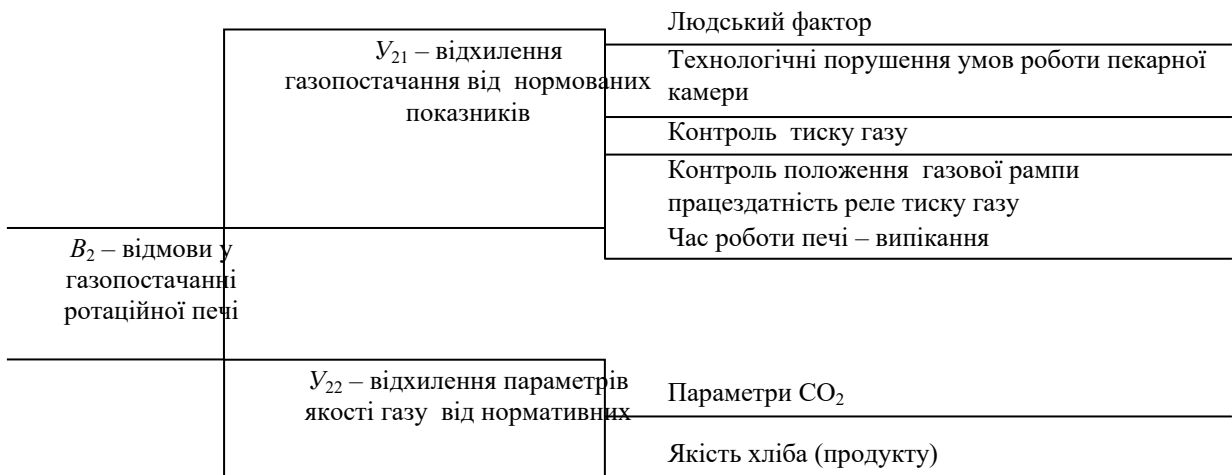 Людський фактор
У21 – відхилення
газопостачання від нормованих
показників
Технологічні порушення умов роботи пекарної
камери
Контроль тиску газу
Контроль положення газової рампи
працездатність реле тиску газу
Час роботи печі – випікання
В2 – відмови у
газопостачанні
ротаційної печі
У22 – відхилення параметрів
якості газу від нормативних
Параметри CO2
Якість хліба (продукту)